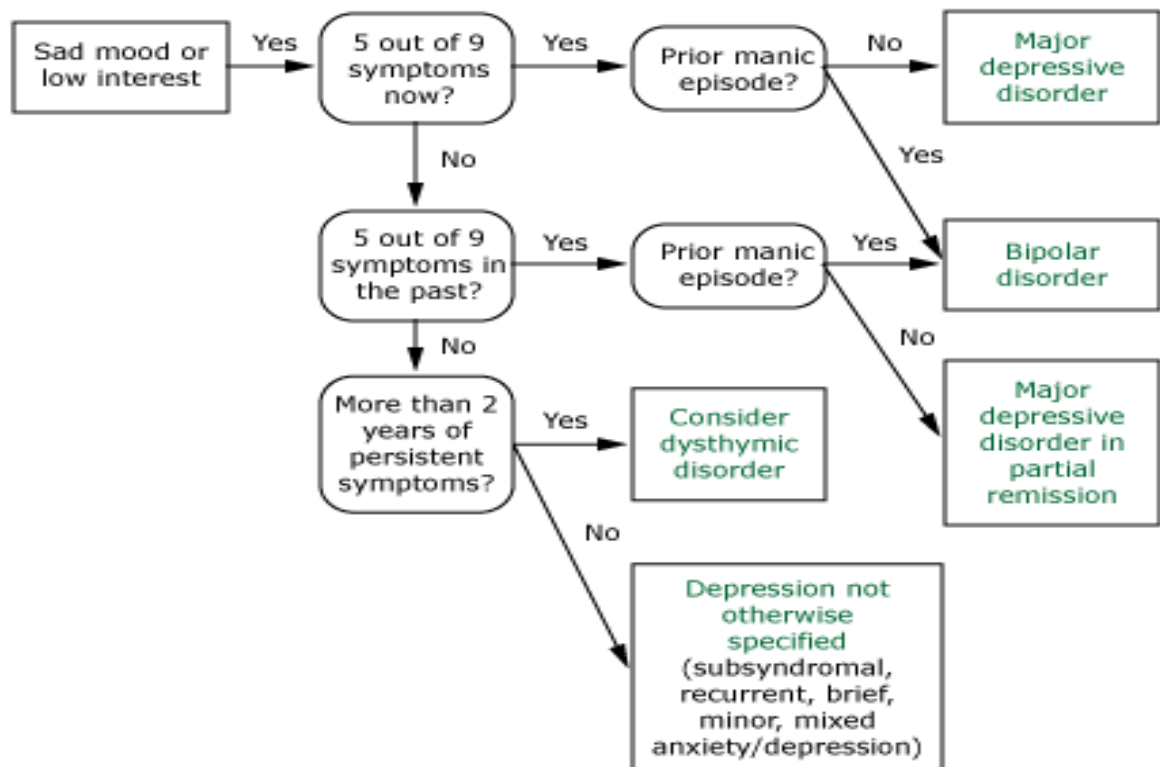 Sad mood or
low interest
Yes
5 out of 9
symptoms
now?
Yes
Prior manic
episode?
No
Major
depressive
disorder
Yes
No
5 out of 9
symptoms in
the past?
Yes
Prior manic
episode?
Yes
Bipolar
disorder
No
No
More than 2
years of
persistent
symptoms?
Yes
Consider
dysthymic
disorder
Major
depressive
disorder in
partial
remission
No
Depression not
otherwise
specified
(subsyndromal,
recurrent, brief,
minor, mixed
anxiety/depression)